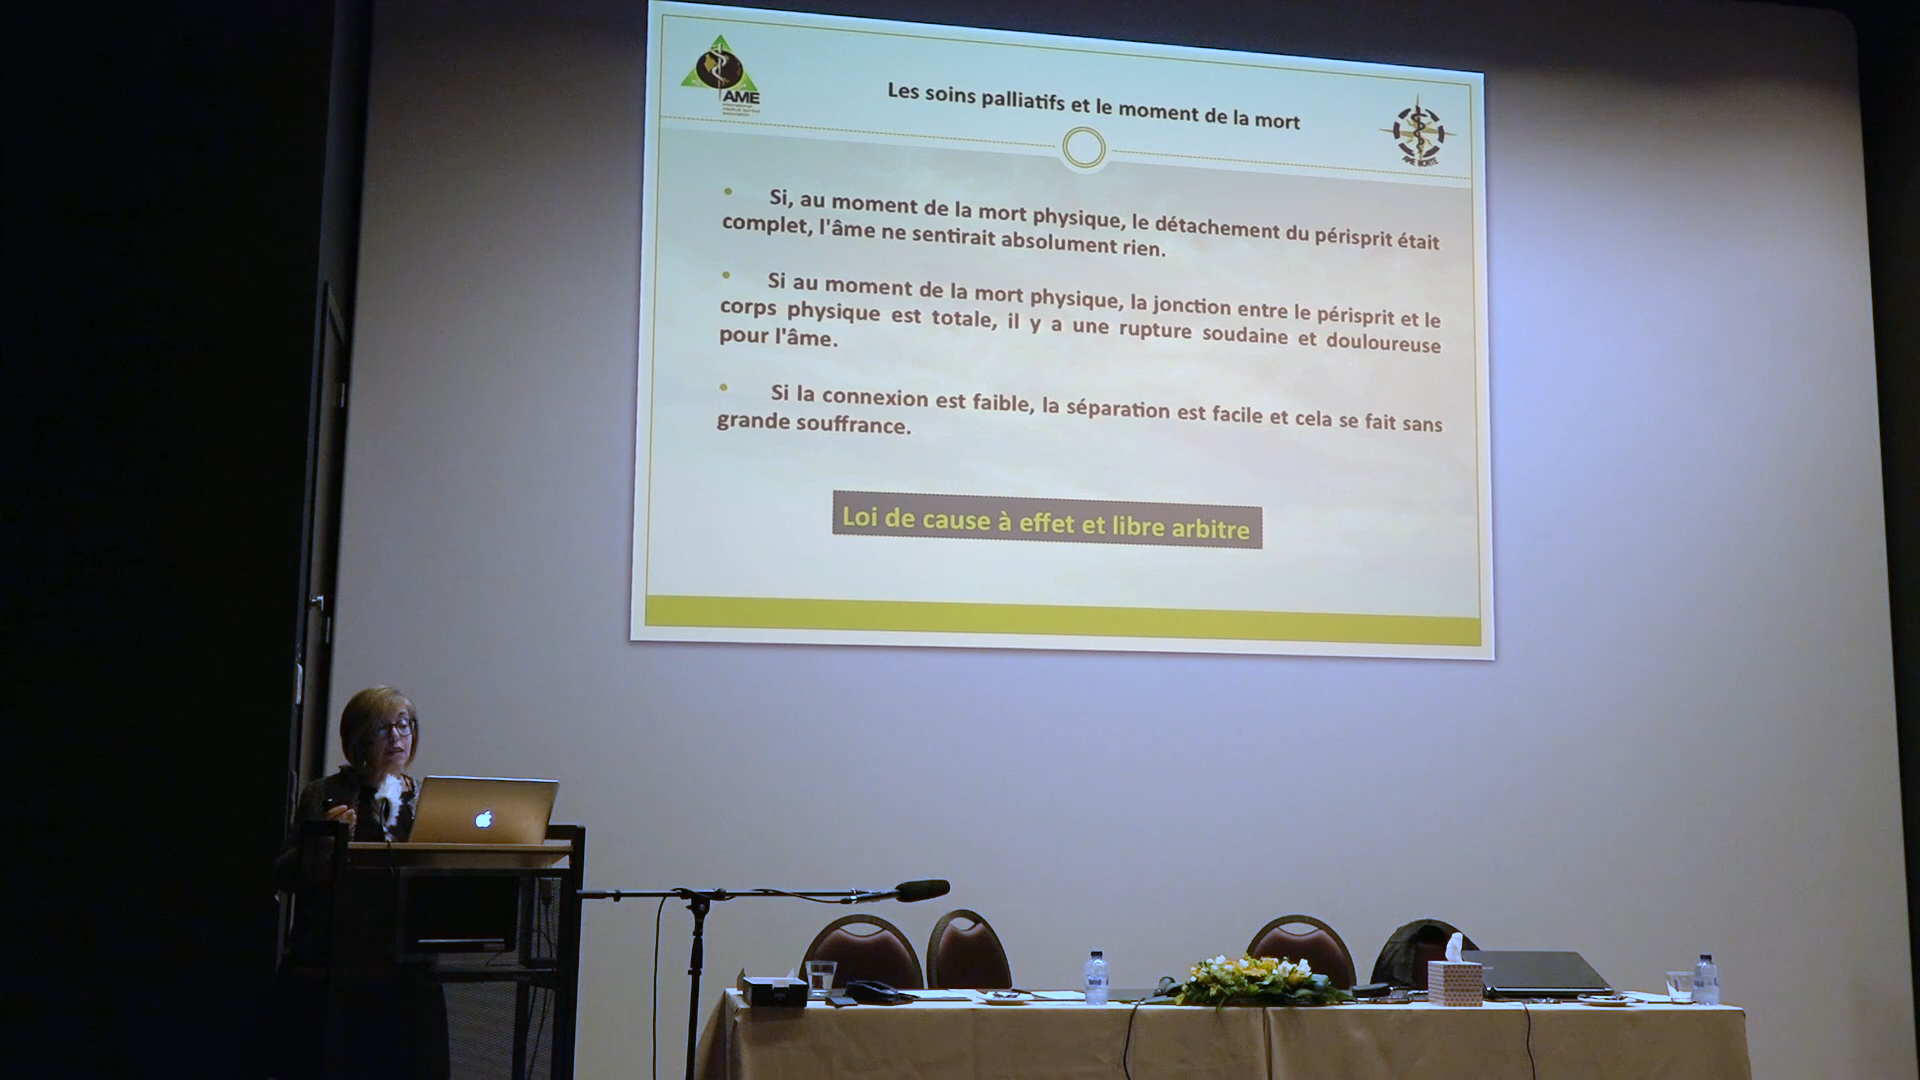 AME
Les soins palliatifs et le moment de la mort
AME NORTE
• Si, au moment de la mort physique, le détachement du périsprit était
complet, l'âme ne sentirait absolument rien.
• Si au moment de la mort physique, la jonction entre le périsprit et le
corps physique est totale, il y a une rupture soudaine et douloureuse
pour l'âme.
• Si la connexion est faible, la séparation est facile et cela se fait sans
grande souffrance.
Loi de cause à effet et libre arbitre